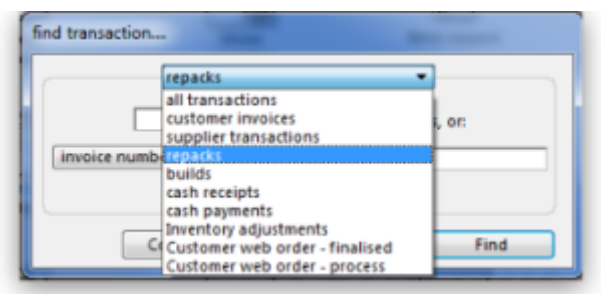 find transaction...
repacks
all transactions
customer invoices
supplier transactions
repacks
builds
cash receipts
cash payments
Inventory adjustments
Customer web order - finalised
Customer web order - process
, or:
invoice numb
Find